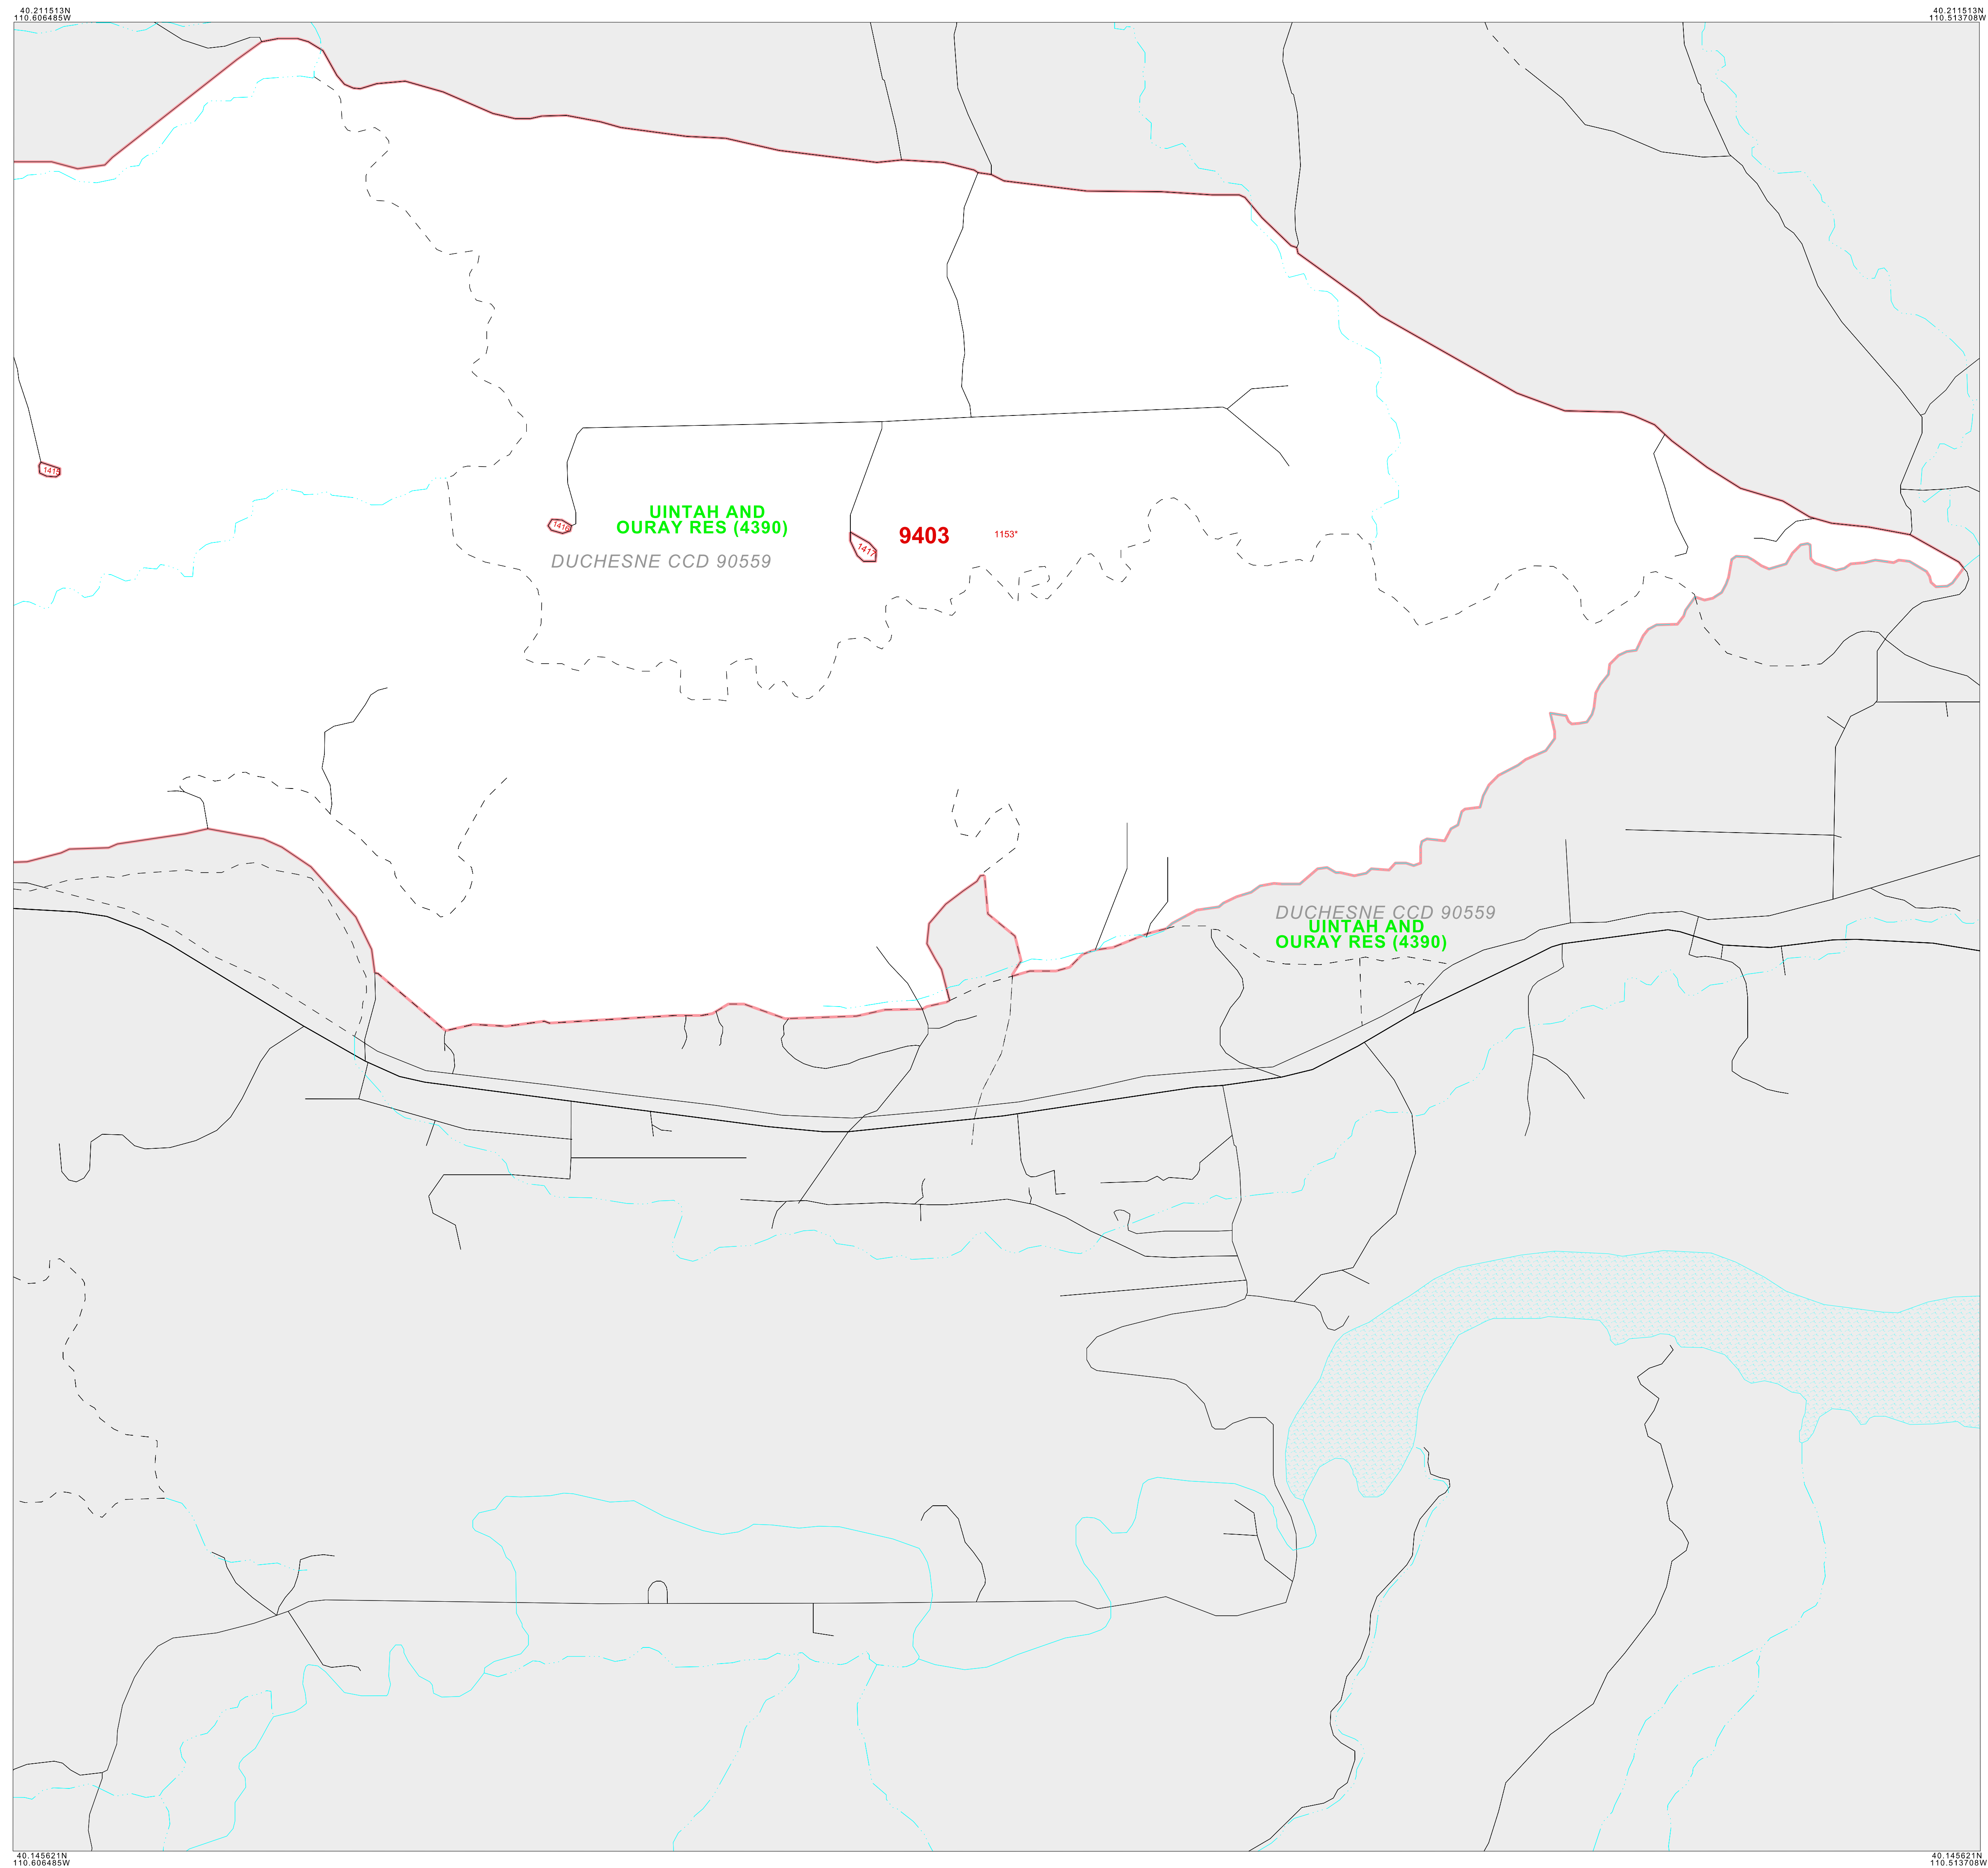 40.211513N
110.606485W
40.211513N
110.513708W
1415
1416
UINTAH AND
OURAY RES (4390)
DUCHESNE CCD 90559
1417
9403
1153*
DUCHESNE CCD 90559
UINTAH AND
OURAY RES (4390)
40.145621N
110.606485W
40.145621N
110.513708W